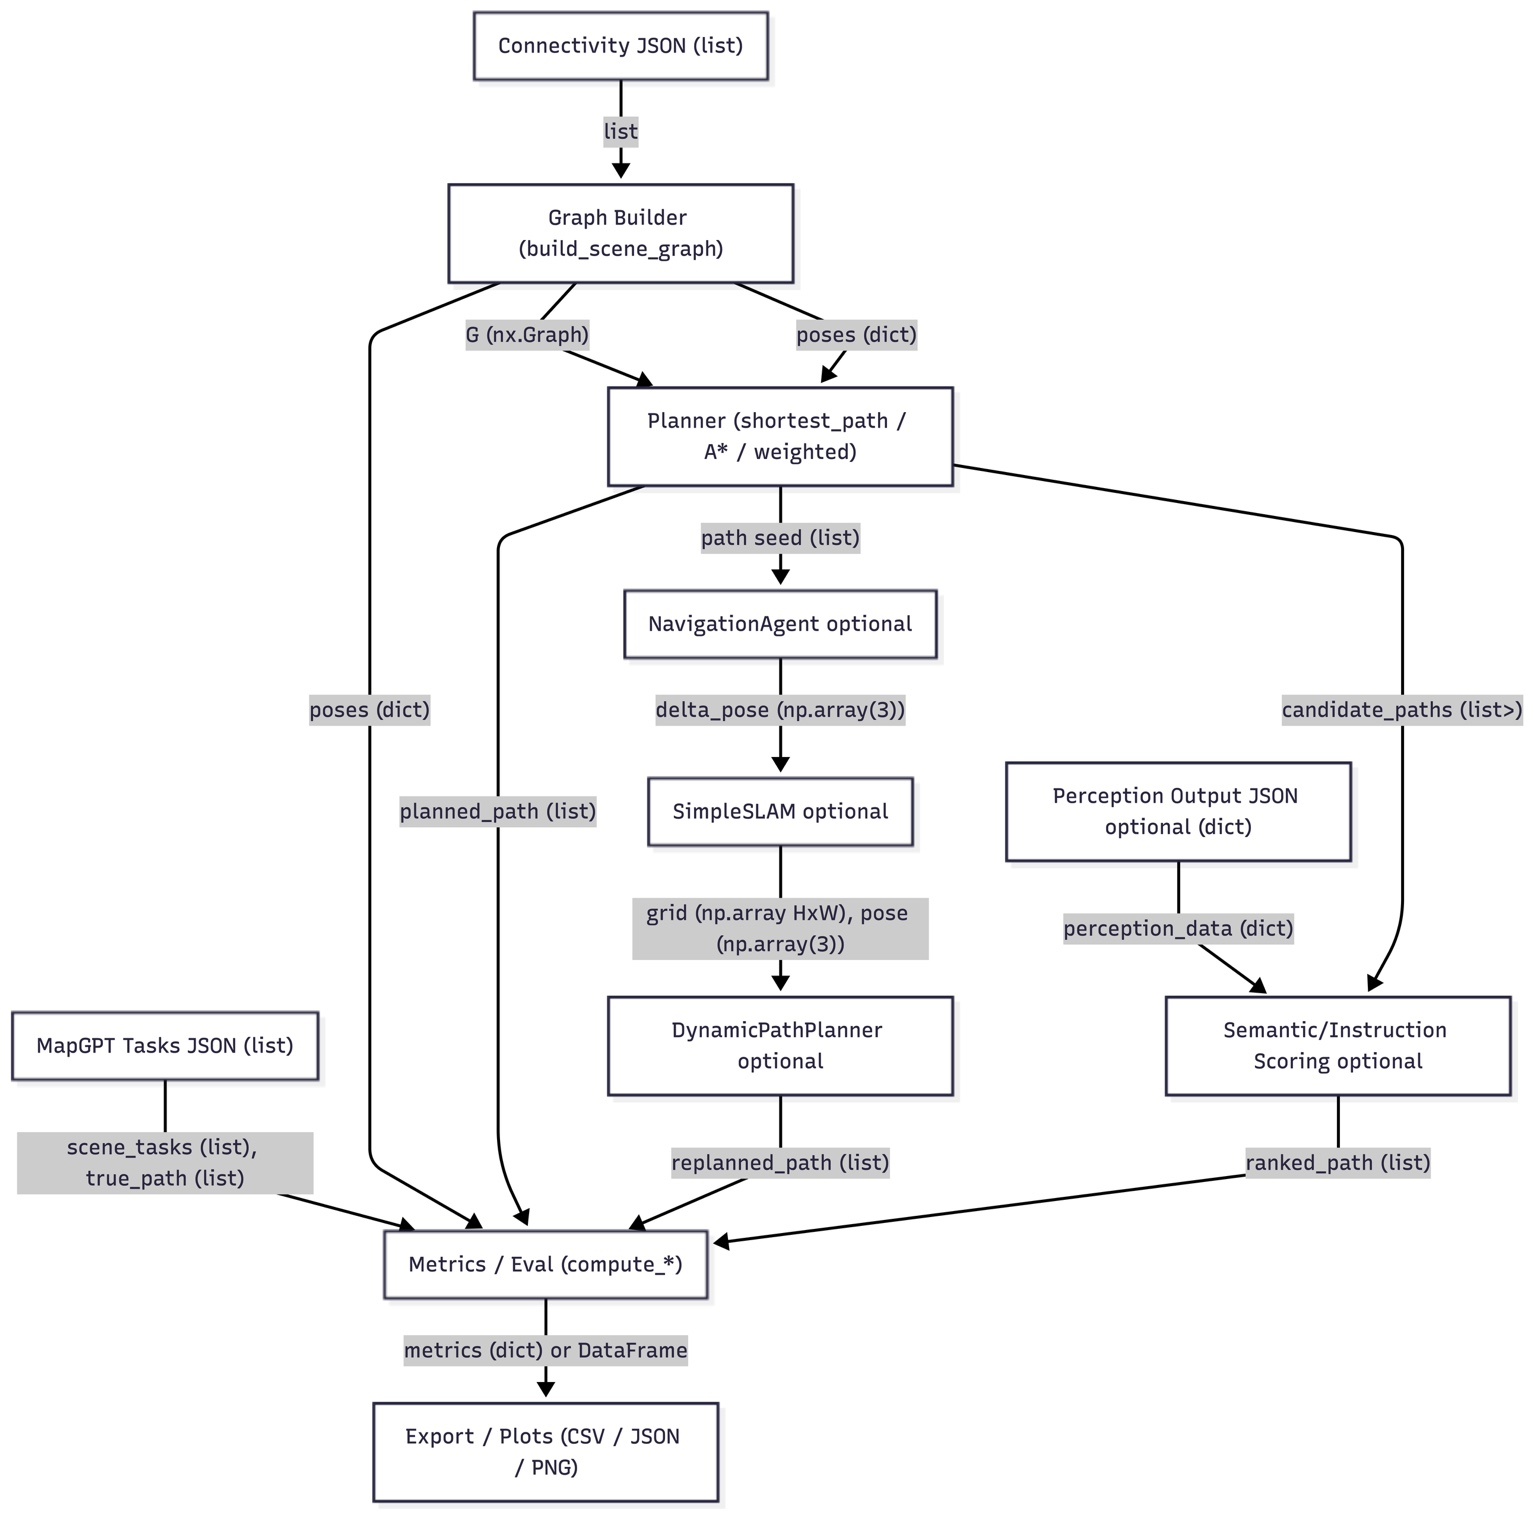 Connectivity JSON (list)
list
Graph Builder
(build_scene_graph)
G (nx.Graph)
poses (dict)
Planner (shortest_path /
A* / weighted)
path seed (list)
NavigationAgent optional
poses (dict)
delta_pose (np.array(3))
candidate_paths (list>)
planned_path (list)
SimpleSLAM optional
Perception Output JSON
optional (dict)
grid (np.array HxW), pose
(np.array(3))
perception_data (dict)
MapGPT Tasks JSON (list)
DynamicPathPlanner
optional
Semantic/Instruction
Scoring optional
scene_tasks (list),
true_path (list)
replanned_path (list)
ranked_path (list)
Metrics / Eval (compute_*)
metrics (dict) or DataFrame
Export / Plots (CSV / JSON
/ PNG)